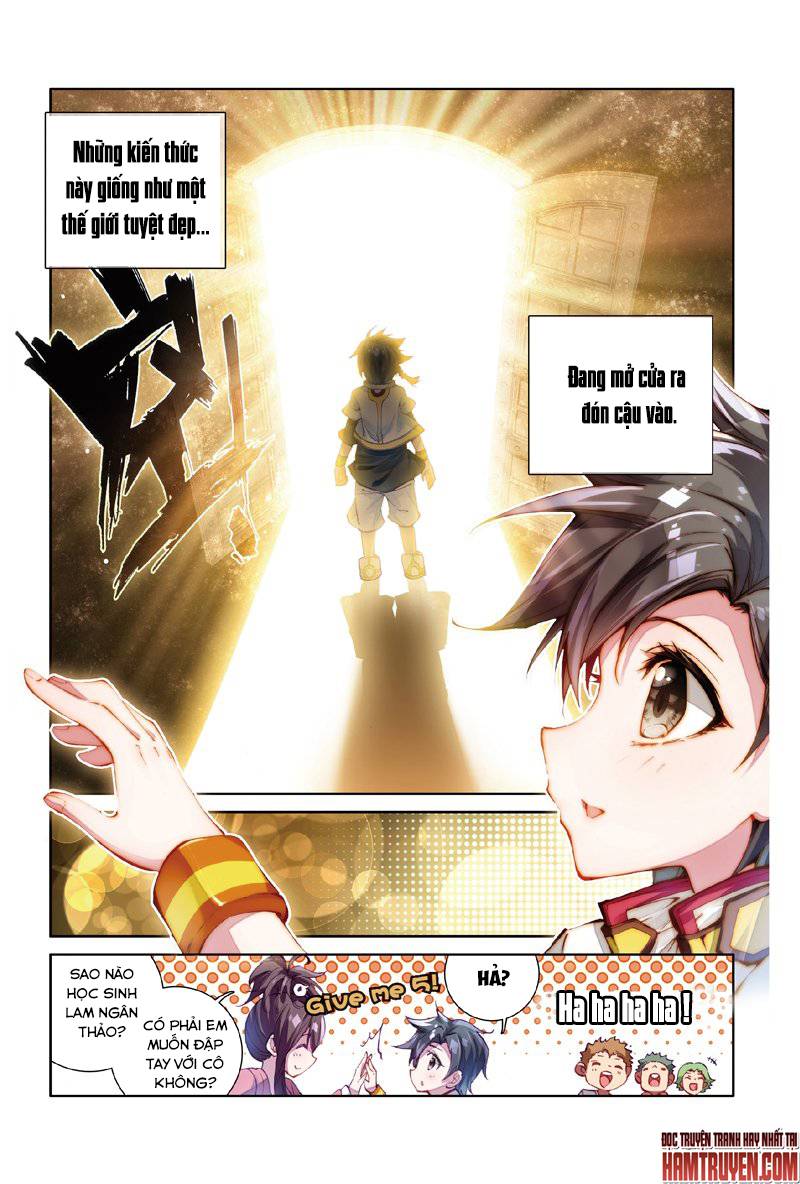 Những kiến thức
này giống như một
thế giới tuyệt đẹp...
Đang mở cửa ra
đón cậu vào.
SAO NÀO
HỌC SINH
LAM NGÂN
THẢO?
CÓ PHẢI EM
MUỐN ĐẬP
TAY VỚI CÔ
KHÔNG?
Give me 5!
HẢ?
Ha ha ha ha !
ĐỌC TRUYỆN TRANH HAY NHẤT TẠI
HAMTRUYEN.COM